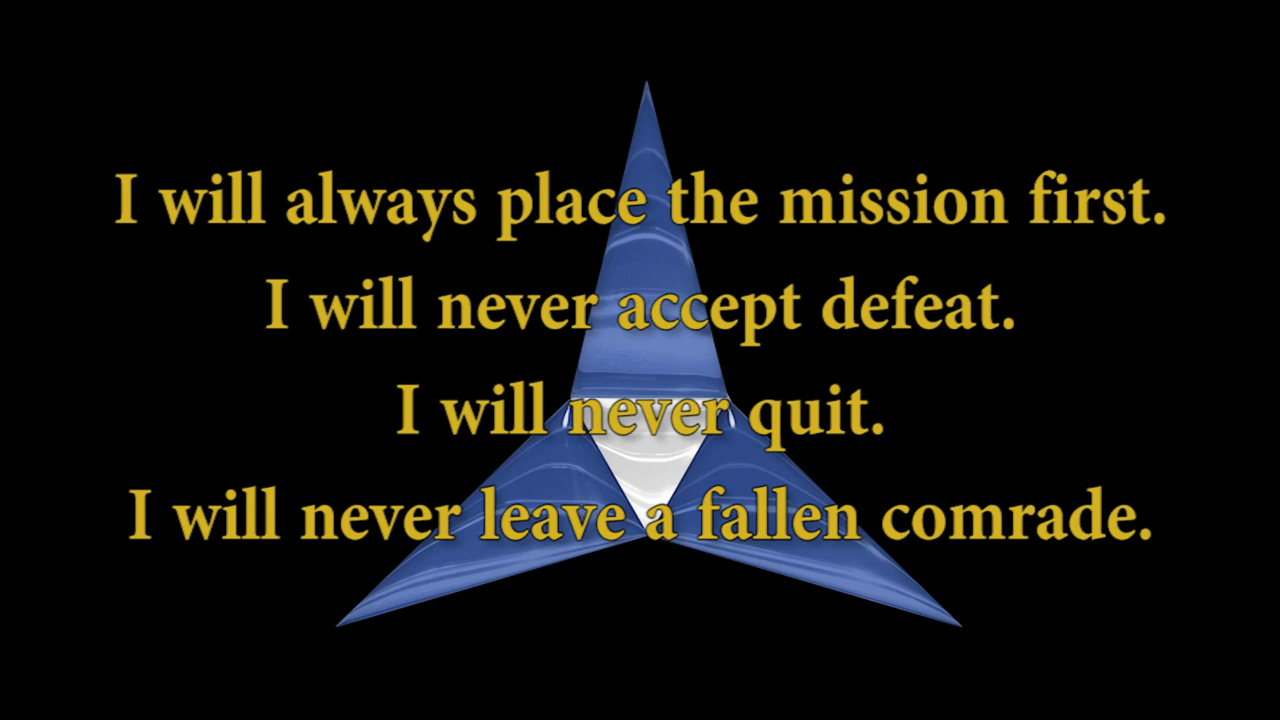 I will always place the mission first.
I will never accept defeat.
I will never quit.
I will never leave a fallen comrade.